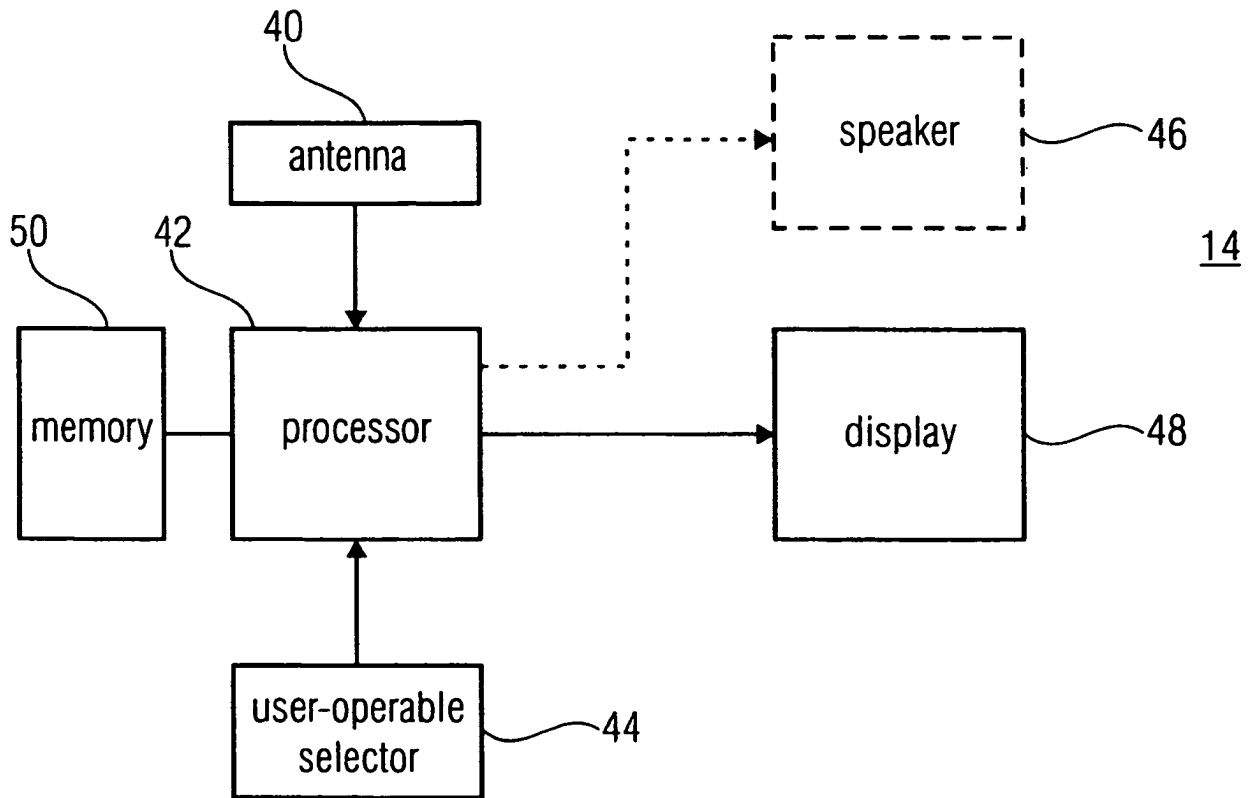 40
antenna
speaker
46
50
42
14
memory
processor
display
48
user-operable
selector
44